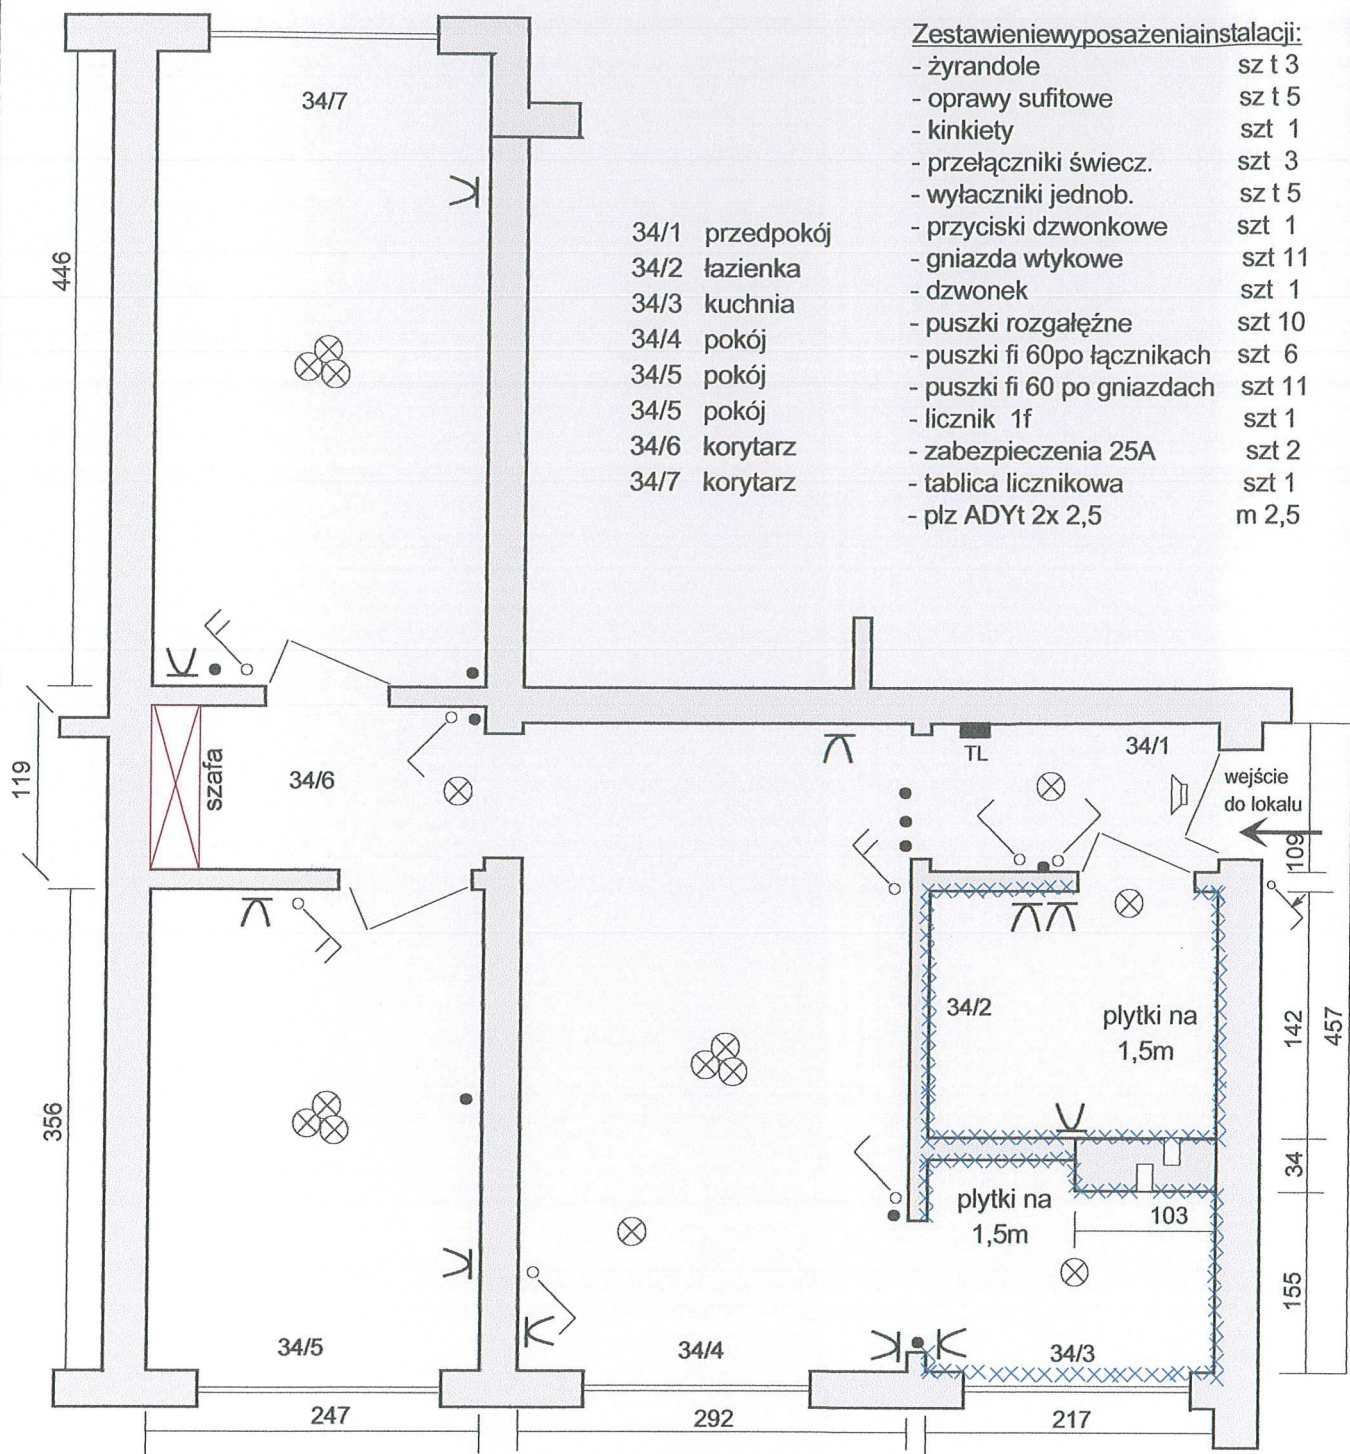 Zestawieniewyposażeniainstalacji:
- żyrandole sz t 3
- oprawy sufitowe sz t 5
- kinkiety szt 1
- przełączniki świecz. szt 3
- wyłaczniki jednob. sz t 5
- przyciski dzwonkowe szt 1
- gniazda wtykowe szt 11
- dzwonek szt 1
- puszki rozgałęźne szt 10
- puszki fi 60po łącznikach szt 6
- puszki fi 60 po gniazdach szt 11
- licznik 1f szt 1
- zabezpieczenia 25A szt 2
- tablica licznikowa szt 1
- plz ADYt 2x 2,5 m 2,5
34/1 przedpokój
34/2 łazienka
34/3 kuchnia
34/4 pokój
34/5 pokój
34/5 pokój
34/6 korytarz
34/7 korytarz
34/7
446
119
szafa
34/6
TL
34/1
wejście
do lokalu
109
34/2
plytki na
1,5m
142
457
356
34
plytki na
1,5m
103
155
34/5
34/4
34/3
247
292
217